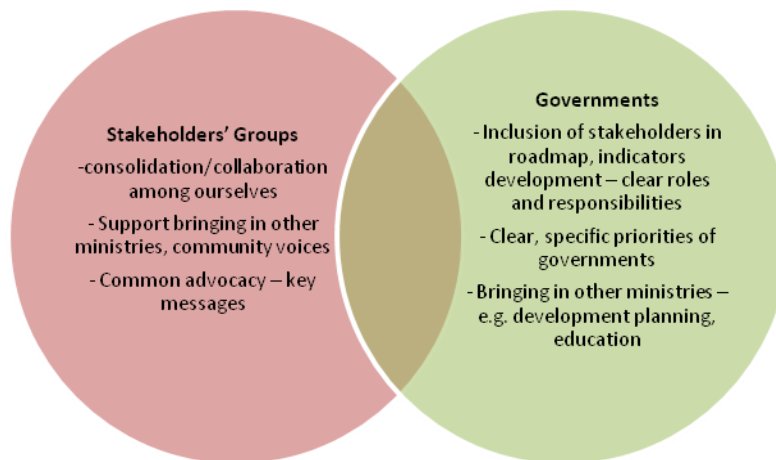 Stakeholders' Groups
-consolidation/collaboration
among ourselves
- Support bringing in other
ministries, community voices
- Common advocacy – key
messages
Governments
- Inclusion of stakeholders in
roadmap, indicators
development – clear roles
and responsibilities
- Clear, specific priorities of
governments
- Bringing in other ministries –
e.g. development planning,
education